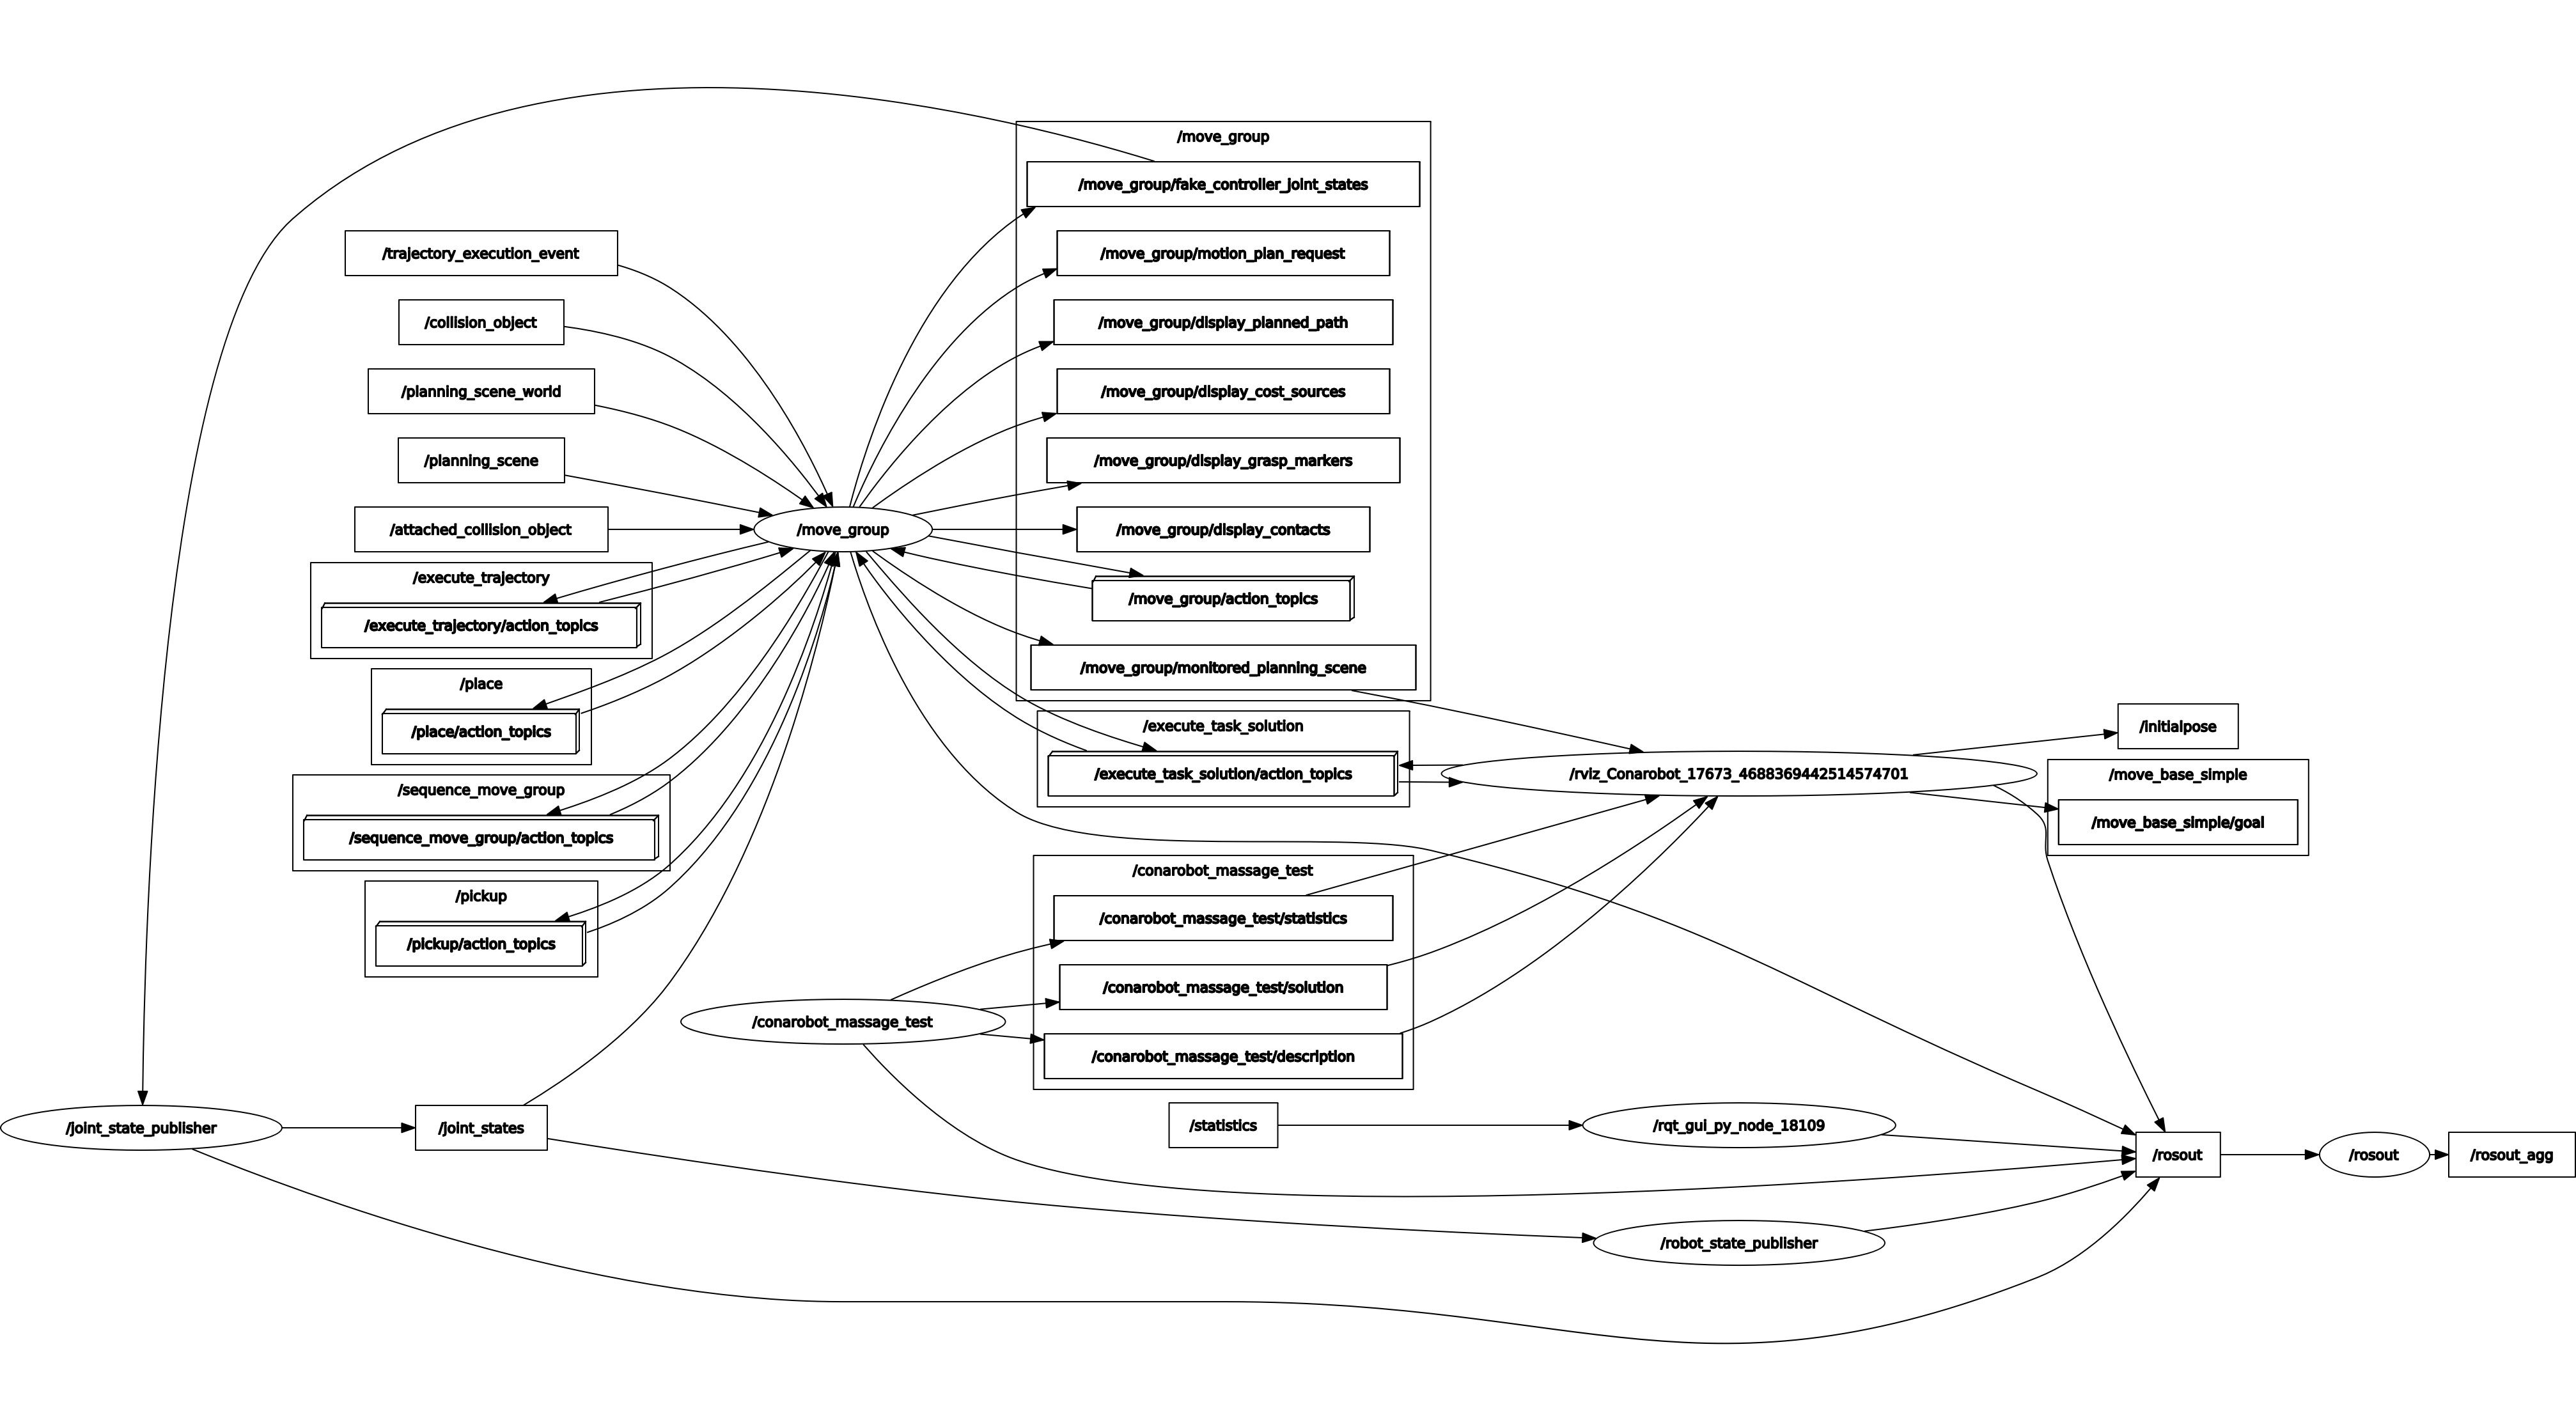 /move_group
/move_group/fake_controller_joint_states
/trajectory_execution_event
/move_group/motion_plan_request
/collision_object
/move_group/display_planned_path
/planning_scene_world
/move_group/display_cost_sources
/planning_scene
/move_group/display_grasp_markers
/attached_collision_object
/move_group
/move_group/display_contacts
/execute_trajectory
/move_group/action_topics
/execute_trajectory/action_topics
/move_group/monitored_planning_scene
/place
/place/action_topics
/execute_task_solution
/initialpose
/execute_task_solution/action_topics
/rviz_Conarobot_17673_4688369442514574701
/move_base_simple
/move_base_simple/goal
/sequence_move_group
/sequence_move_group/action_topics
/conarobot_massage_test
/pickup
/conarobot_massage_test/statistics
/pickup/action_topics
/conarobot_massage_test/solution
/conarobot_massage_test
/conarobot_massage_test/description
/joint_state_publisher
/joint_states
/statistics
/rqt_gui_py_node_18109
/rosout
/rosout
/rosout_agg
/robot_state_publisher